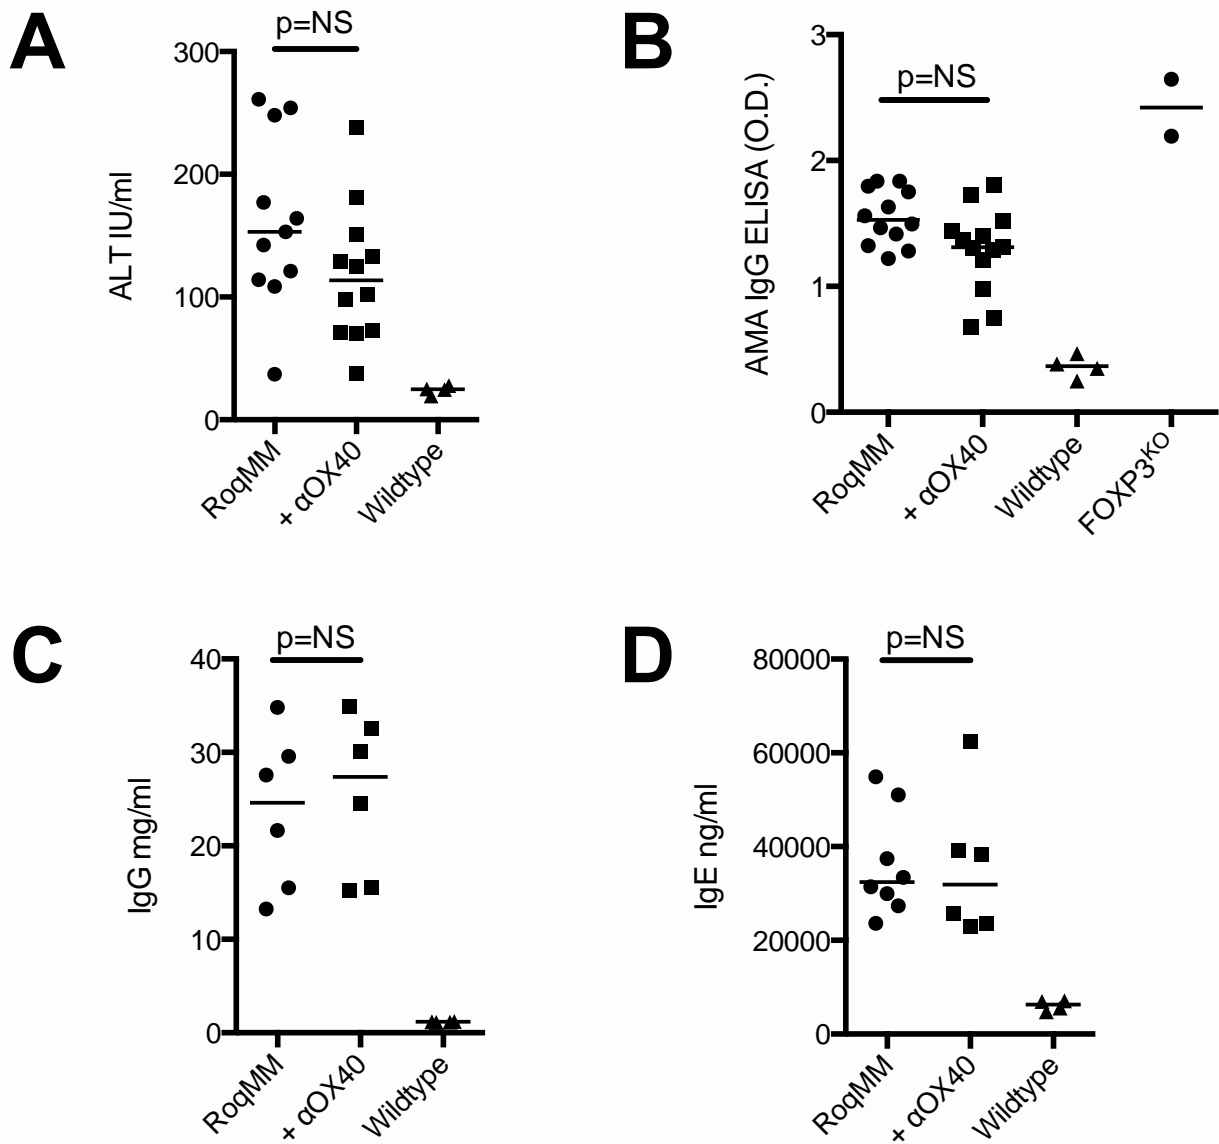 A
p=NS
300
200
100
0
ALT IU/ml
RoqMM
+ αOX40
Wildtype
B
p=NS
3
2
1
0
AMA IgG ELISA (O.D.)
RoqMM
+ αOX40
Wildtype
FOXP3KO
C
p=NS
40
30
20
10
0
IgG mg/ml
RoqMM
+ αOX40
Wildtype
D
p=NS
80000
60000
40000
20000
0
IgE ng/ml
RoqMM
+ αOX40
Wildtype